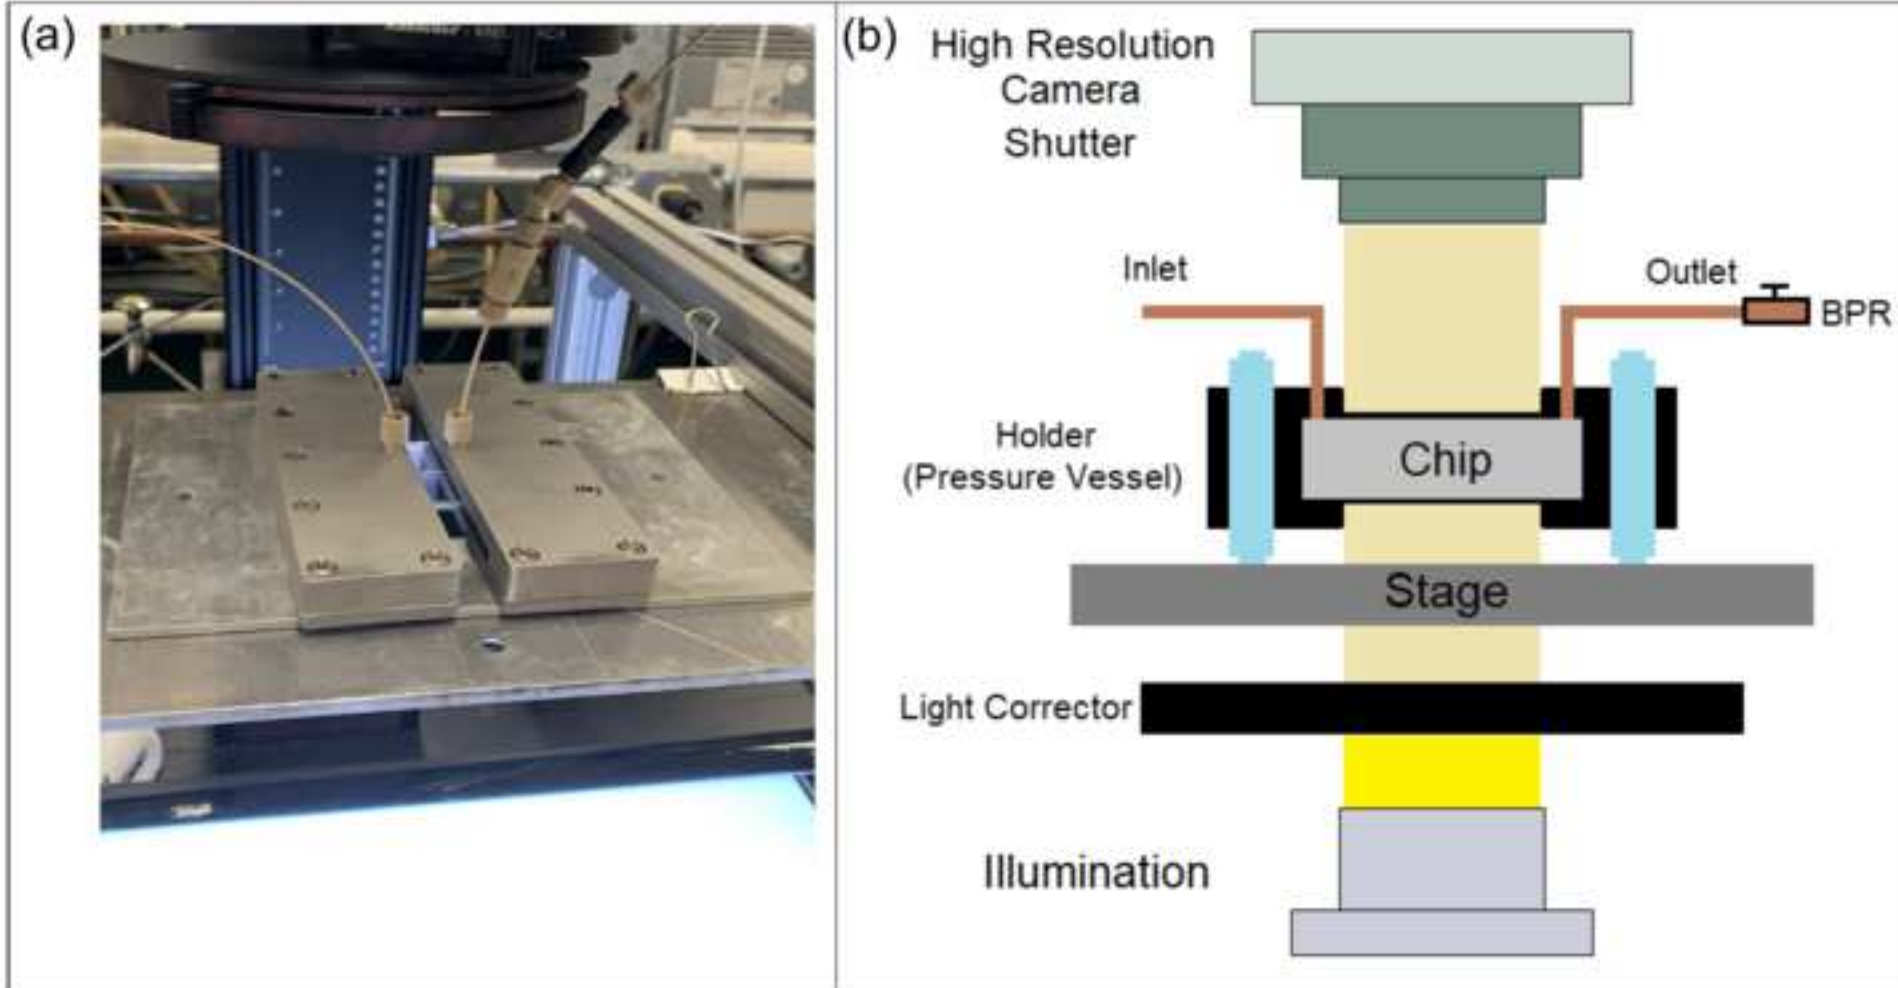 (a)
(b)
High Resolution
Camera
Shutter
Inlet
Outlet
BPR
Holder
(Pressure Vessel)
Chip
Stage
Light Corrector
Illumination